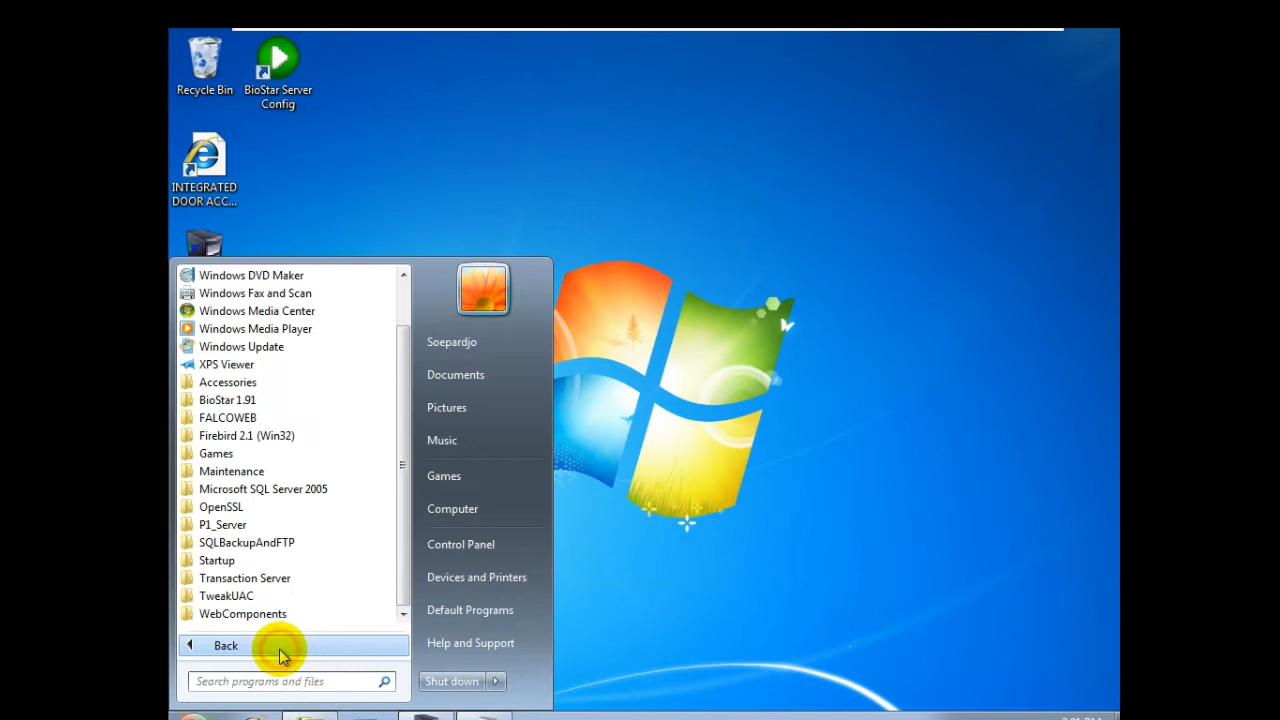 Recycle Bin
BioStar Server
Config
INTEGRATED
DOOR ACC...
Windows DVD Maker
Windows Fax and Scan
Windows Media Center
Windows Media Player
Windows Update
XPS Viewer
Accessories
BioStar 1.91
FALCOWEB
Firebird 2.1 (Win32)
Games
Maintenance
Microsoft SQL Server 2005
OpenSSL
P1_Server
SQLBackupAndFTP
Startup
Transaction Server
TweakUAC
WebComponents
Back
Search programs and files
Soepardjo
Documents
Pictures
Music
Games
Computer
Control Panel
Devices and Printers
Default Programs
Help and Support
Shut down